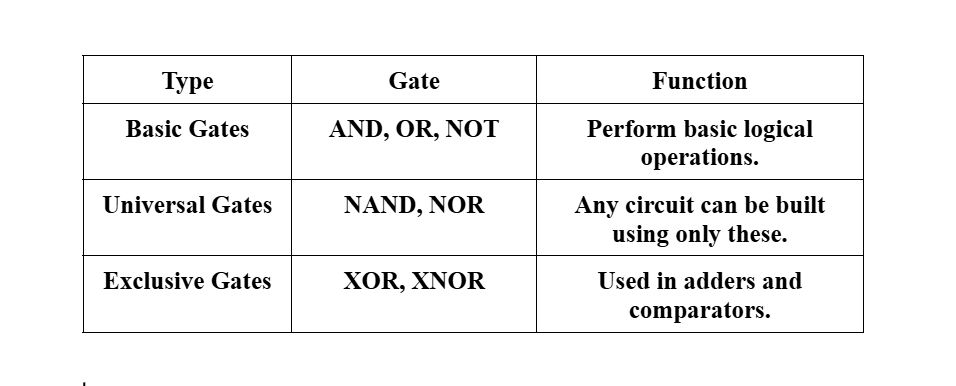 Type Gate Function
Basic Gates AND, OR, NOT Perform basic logical
operations.
Universal Gates NAND, NOR Any circuit can be built
using only these.
Exclusive Gates XOR, XNOR Used in adders and
comparators.